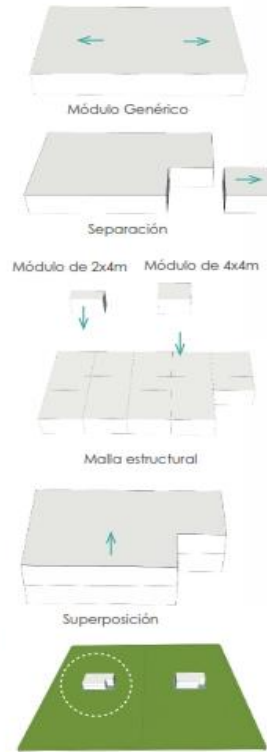 Módulo Genérico
Separación
Módulo de 2x4m
Módulo de 4x4m
Malla estructural
Superposición